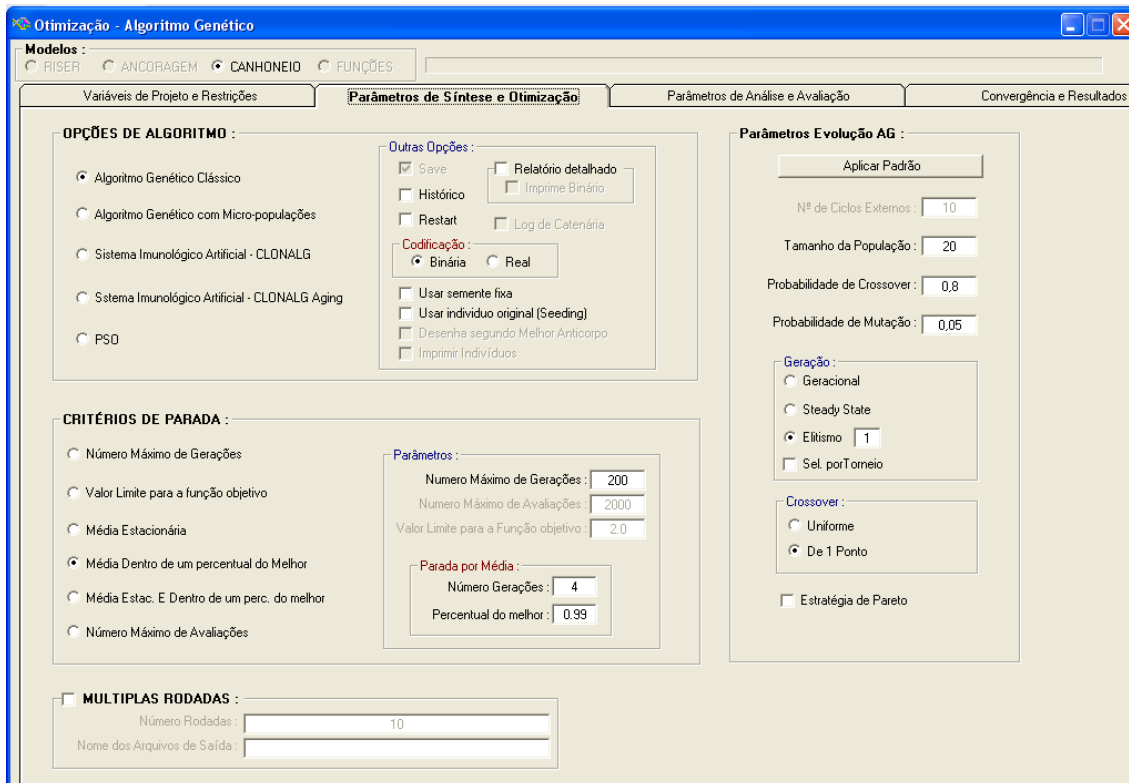 Otimização - Algoritmo Genético
Modelos :
RISER ANCORAGEM CANHONEIO FUNÇÕES
Variáveis de Projeto e Restrições
Parâmetros de Síntese e Otimização
Parâmetros de Análise e Avaliação
Convergência e Resultados
OPÇÕES DE ALGORITMO :
Algoritmo Genético Clássico
Algoritmo Genético com Micro-populações
Sistema Imunológico Artificial - CLONALG
Sstema Imunológico Artificial - CLONALG Aging
PSO
Outras Opções :
Save
Relatório detalhado
Imprime Binário
Histórico
Restart
Log de Catenária
Codificação :
Binária Real
Usar semente fixa
Usar individuo original (Seeding)
Desenha segundo Melhor Anticorpo
Imprimir Indivíduos
CRITÉRIOS DE PARADA :
Número Máximo de Gerações
Valor Limite para a função objetivo
Média Estacionária
Média Dentro de um percentual do Melhor
Média Estac. E Dentro de um perc. do melhor
Número Máximo de Avaliações
Parâmetros :
Numero Máximo de Gerações : 200
Numero Máximo de Avaliações : 2000
Valor Limite para a Função objetivo : 2.0
Parada por Média :
Número Gerações : 4
Percentual do melhor : 0.99
MULTIPLAS RODADAS :
Número Rodadas : 10
Nome dos Arquivos de Saída :
Parâmetros Evolução AG :
Aplicar Padrão
Nº de Ciclos Externos : 10
Tamanho da População : 20
Probabilidade de Crossover : 0,8
Probabilidade de Mutação : 0,05
Geração :
Geracional
Steady State
Elitismo 1
Sel. porTorneio
Crossover :
Uniforme
De 1 Ponto
Estratégia de Pareto